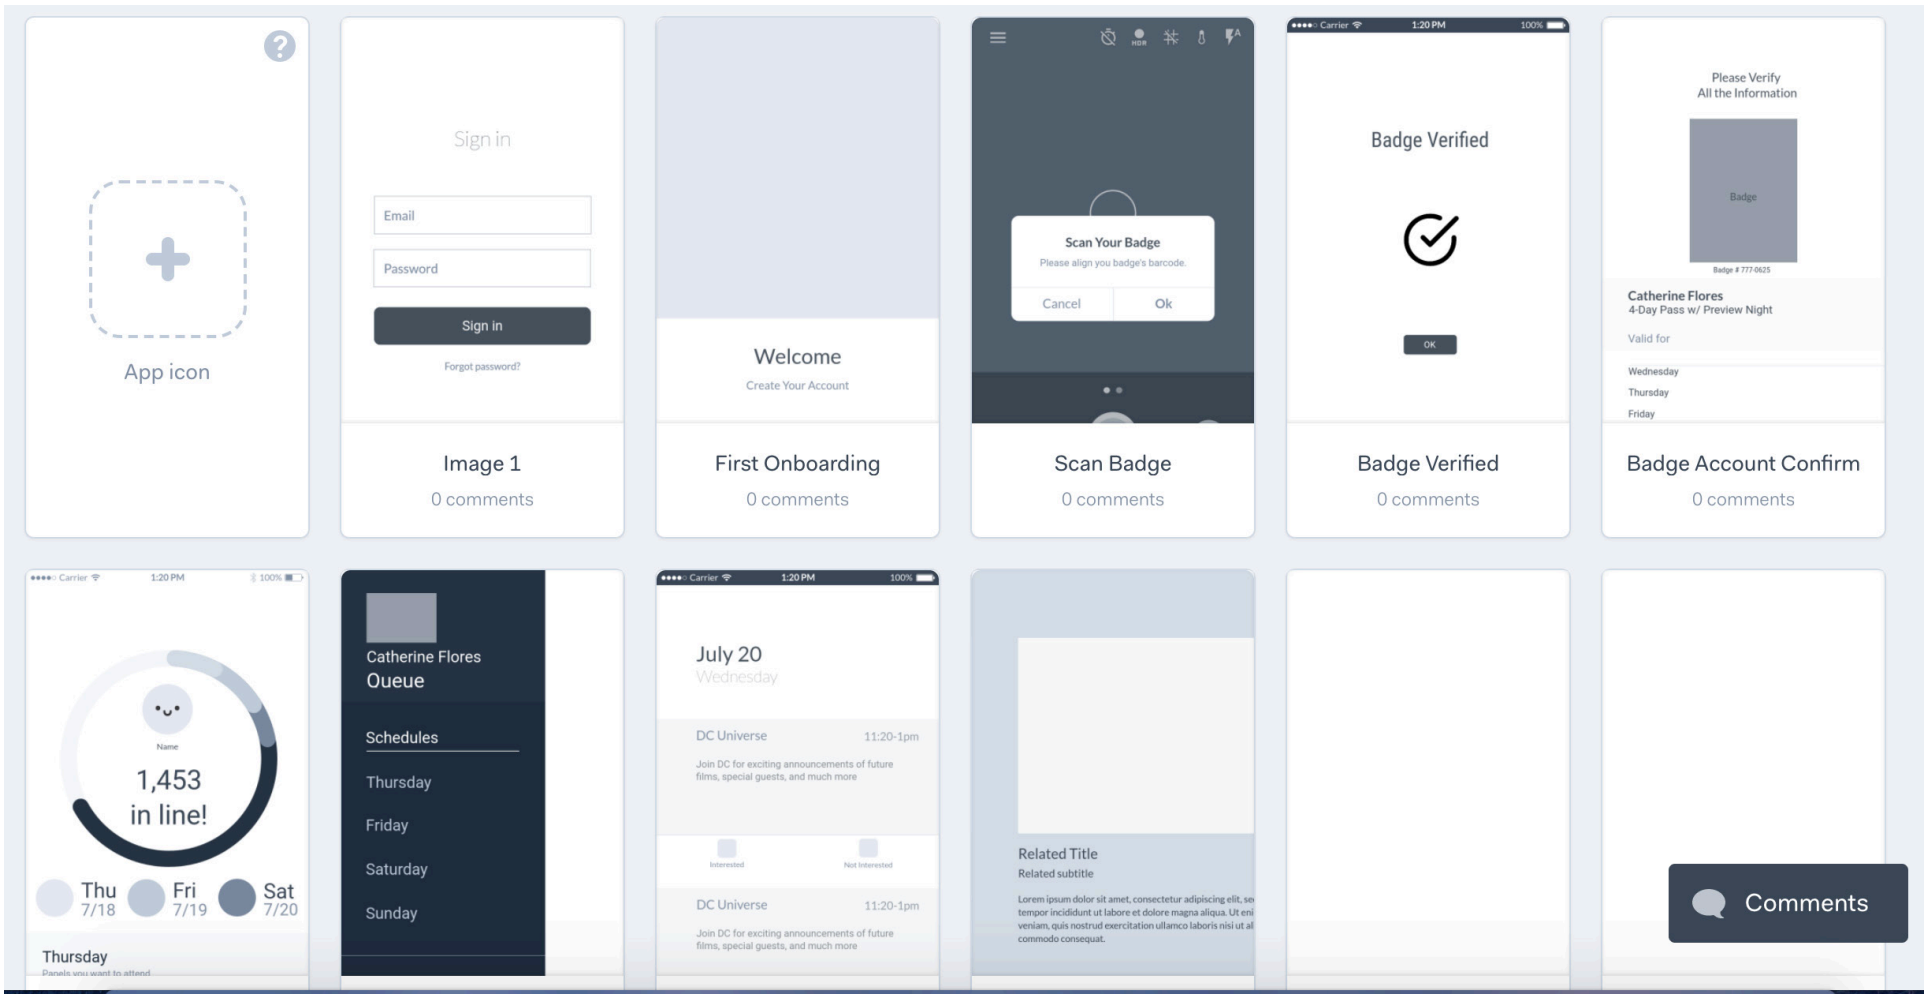 ?
App icon
Sign in
Email
Password
Sign in
Forgot password?
Image 1
0 comments
Welcome
Create Your Account
First Onboarding
0 comments
HDR
A
Scan Your Badge
Please align you badge's barcode.
Cancel Ok
Scan Badge
0 comments
Carrier 1:20 PM 100%
Badge Verified
OK
Badge Verified
0 comments
Please Verify
All the Information
Badge
Badge # 777-0625
Catherine Flores
4-Day Pass w/ Preview Night
Valid for
Wednesday
Thursday
Friday
Badge Account Confirm
0 comments
Carrier 1:20 PM 100%
Name
1,453
in line!
Thu Fri Sat
7/18 7/19 7/20
Thursday
Panels you want to attend
Catherine Flores
Queue
Schedules
Thursday
Friday
Saturday
Sunday
Carrier 1:20 PM 100%
July 20
Wednesday
DC Universe 11:20-1pm
Join DC for exciting announcements of future
films, special guests, and much more
Interested Not Interested
DC Universe 11:20-1pm
Join DC for exciting announcements of future
films, special guests, and much more
Related Title
Related subtitle
Lorem ipsum dolor sit amet, consectetur adipiscing elit,
tempor incididunt ut labore et dolore magna aliqua. Ut
veniam, quis nostrud exercitation ullamco laboris nisi ut
commodo consequat.
Comments